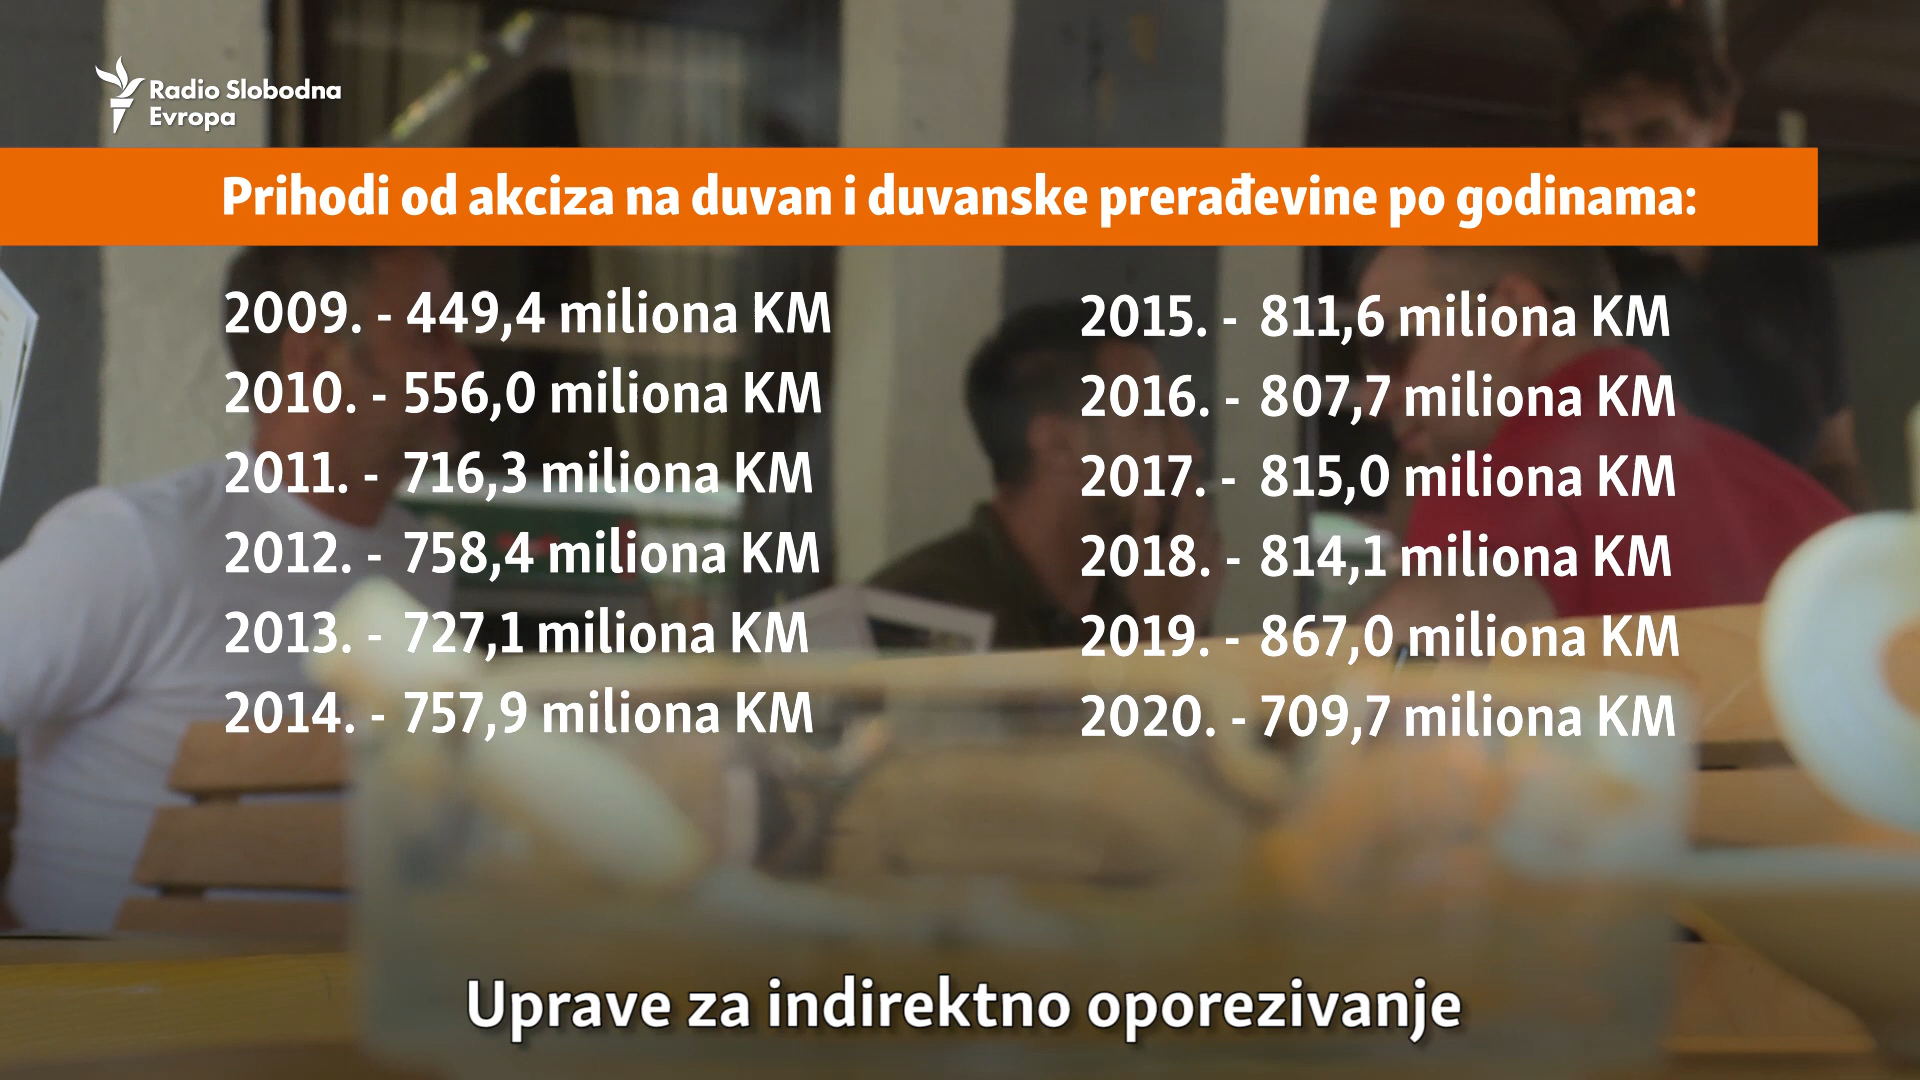 Radio Slobodna
Evropa
Prihodi od akciza na duvan i duvanske prerađevine po godinama:
2009. - 449,4 miliona KM
2010. - 556,0 miliona KM
2011. - 716,3 miliona KM
2012. - 758,4 miliona KM
2013. - 727,1 miliona KM
2014. - 757,9 miliona KM
2015. - 811,6 miliona KM
2016. - 807,7 miliona KM
2017. - 815,0 miliona KM
2018. - 814,1 miliona KM
2019. - 867,0 miliona KM
2020. - 709,7 miliona KM
Uprave za indirektno oporezivanje